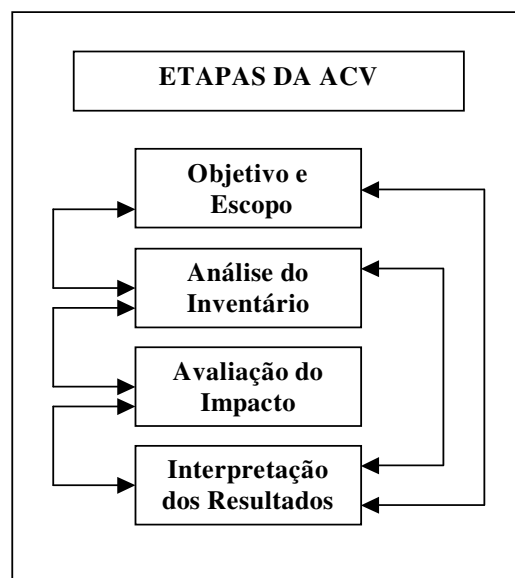 ETAPAS DA ACV
Objetivo e
Escopo
Análise do
Inventário
Avaliação do
Impacto
Interpretação
dos Resultados